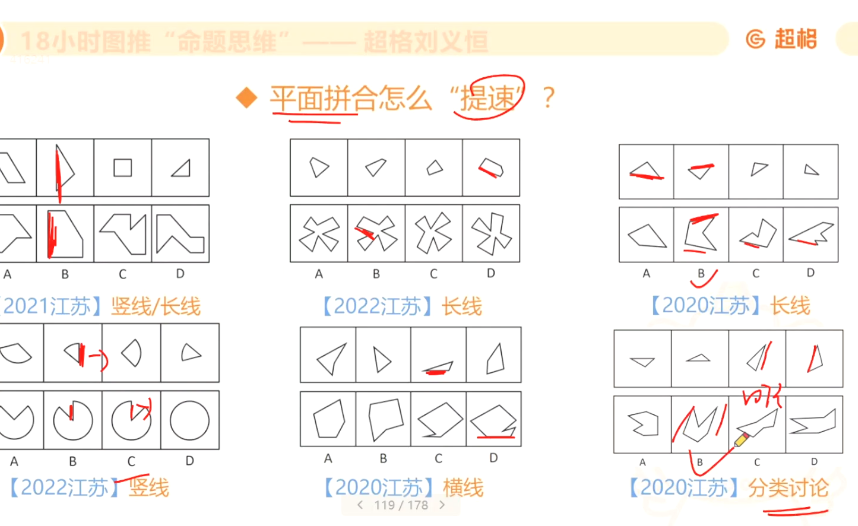 18小时图推“命题思维”—— 超格刘义恒
超格
◆ 平面拼合怎么“提速”？
A B C D
A B C D
A B C D
2021江苏】竖线/长线
【2022江苏】长线
【2020江苏】长线
A B C D
A B C D
A B C D
【2022江苏】竖线
【2020江苏】横线
【2020江苏】分类讨论
< 119 / 178 >